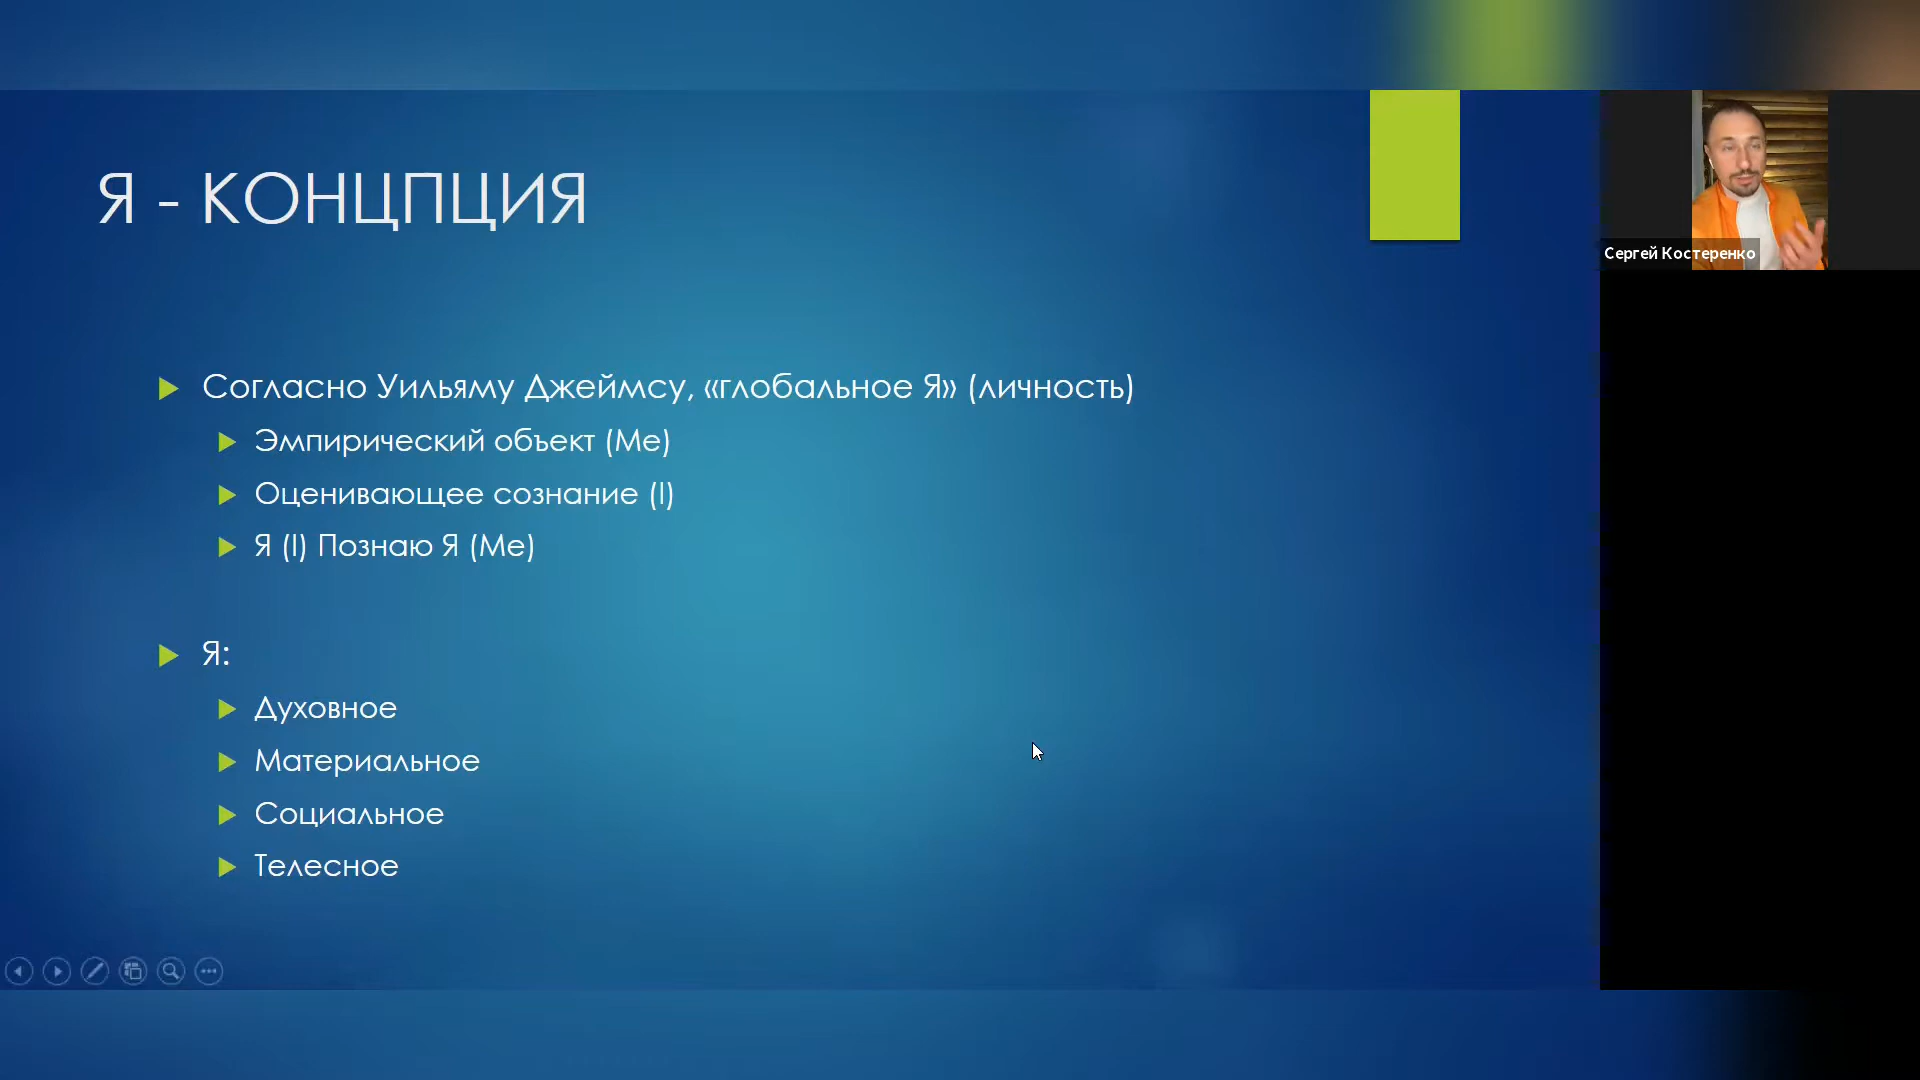 Я - КОНЦПЦИЯ
Согласно Уильяму Джеймсу, «глобальное Я» (личность)
Эмпирический объект (Me)
Оценивающее сознание (I)
Я (I) Познаю Я (Me)
Я:
Духовное
Материальное
Социальное
Телесное
Сергей Костеренко